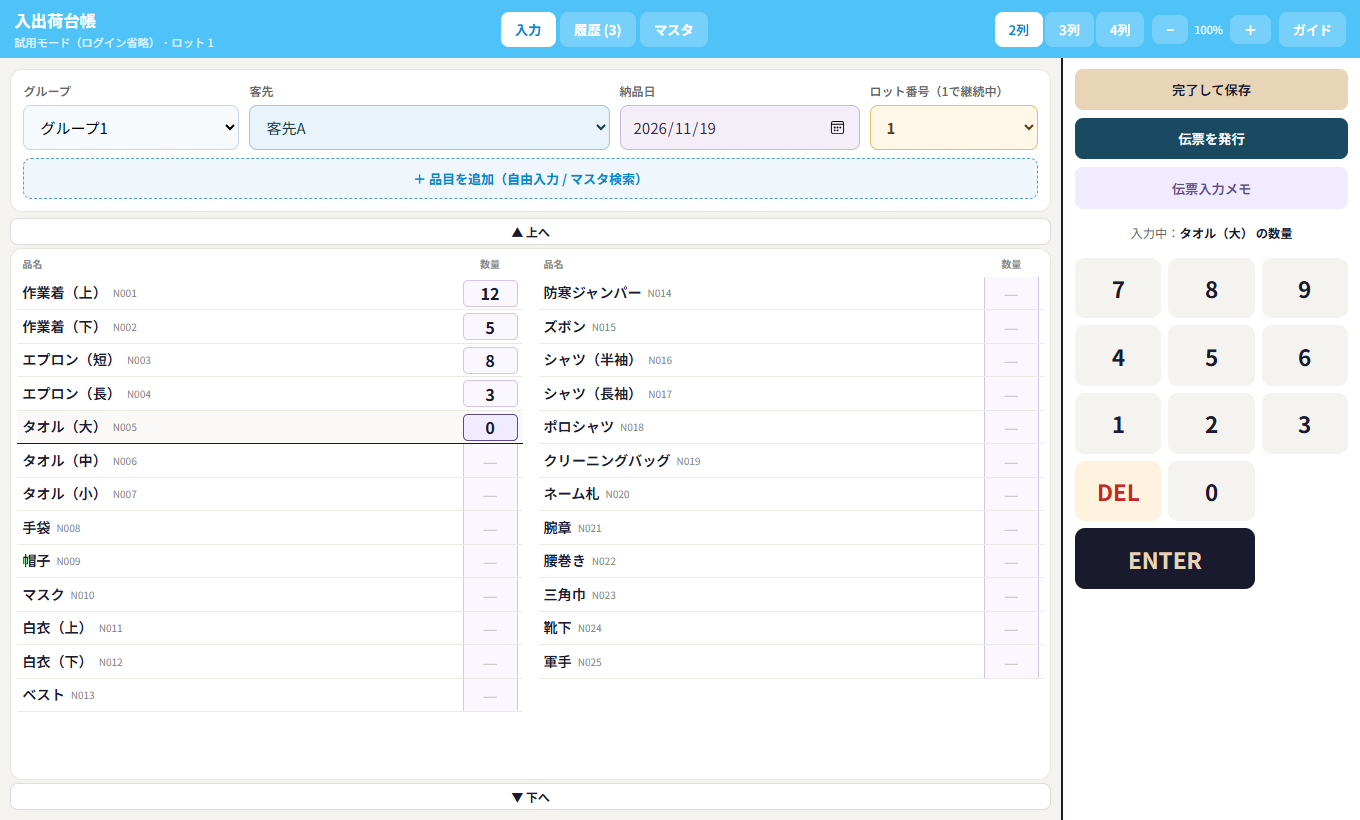 入出荷台帳
試用モード（ログイン省略）・ロット 1
入力 履歴 (3) マスタ
2列 3列 4列 － 100% ＋ ガイド
グループ 客先 納品日 ロット番号（1で継続中）
グループ1 客先A 2026/11/19 1
＋ 品目を追加（自由入力 / マスタ検索）
▲ 上へ
品名 数量
作業着（上） N001 12
作業着（下） N002 5
エプロン（短） N003 8
エプロン（長） N004 3
タオル（大） N005 0
タオル（中） N006 —
タオル（小） N007 —
手袋 N008 —
帽子 N009 —
マスク N010 —
白衣（上） N011 —
白衣（下） N012 —
ベスト N013 —
品名 数量
防寒ジャンパー N014 —
ズボン N015 —
シャツ（半袖） N016 —
シャツ（長袖） N017 —
ポロシャツ N018 —
クリーニングバッグ N019 —
ネーム札 N020 —
腕章 N021 —
腰巻き N022 —
三角巾 N023 —
靴下 N024 —
軍手 N025 —
▼ 下へ
完了して保存
伝票を発行
伝票入力メモ
入力中：タオル（大） の数量
7 8 9
4 5 6
1 2 3
DEL 0
ENTER